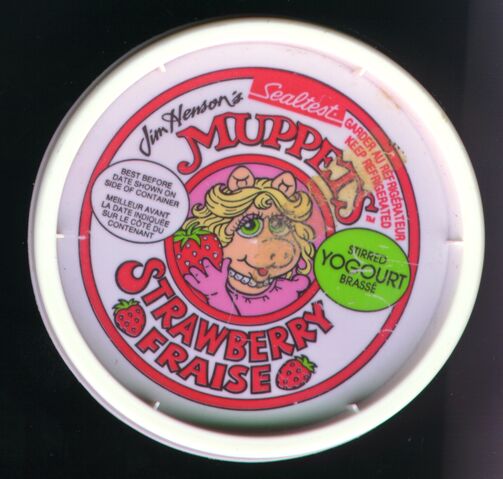 Jim Henson's
Sealtest
MUPPETS
TM
GARDER AU RÉFRIGÉRATEUR
KEEP REFRIGERATED
BEST BEFORE
DATE SHOWN ON
SIDE OF CONTAINER
MEILLEUR AVANT
LA DATE INDIQUÉE
SUR LE CÔTÉ DU
CONTENANT
STIRRED
YOGOURT
BRASSÉ
STRAWBERRY
FRAISE